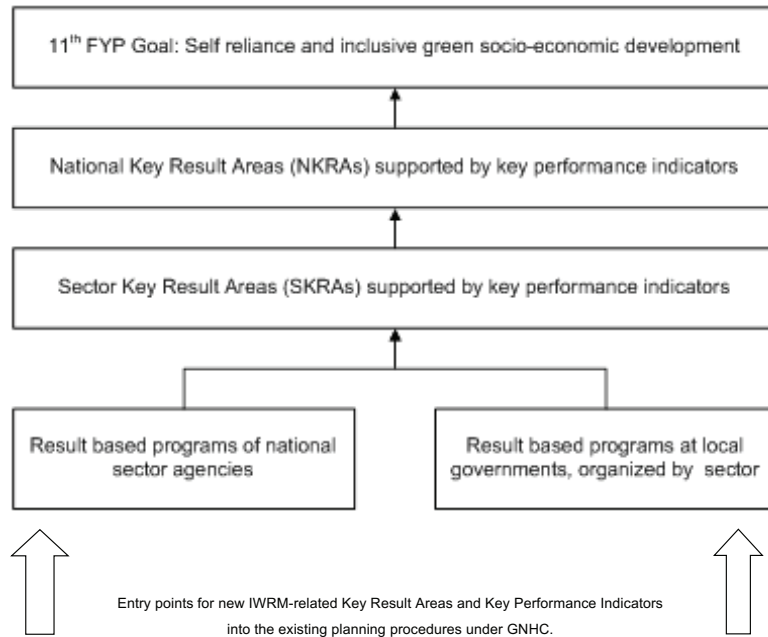 11th FYP Goal: Self reliance and inclusive green socio-economic development
National Key Result Areas (NKRAs) supported by key performance indicators
Sector Key Result Areas (SKRAs) supported by key performance indicators
Result based programs of national
sector agencies
Result based programs at local
governments, organized by sector
Entry points for new IWRM-related Key Result Areas and Key Performance Indicators
into the existing planning procedures under GNHC.